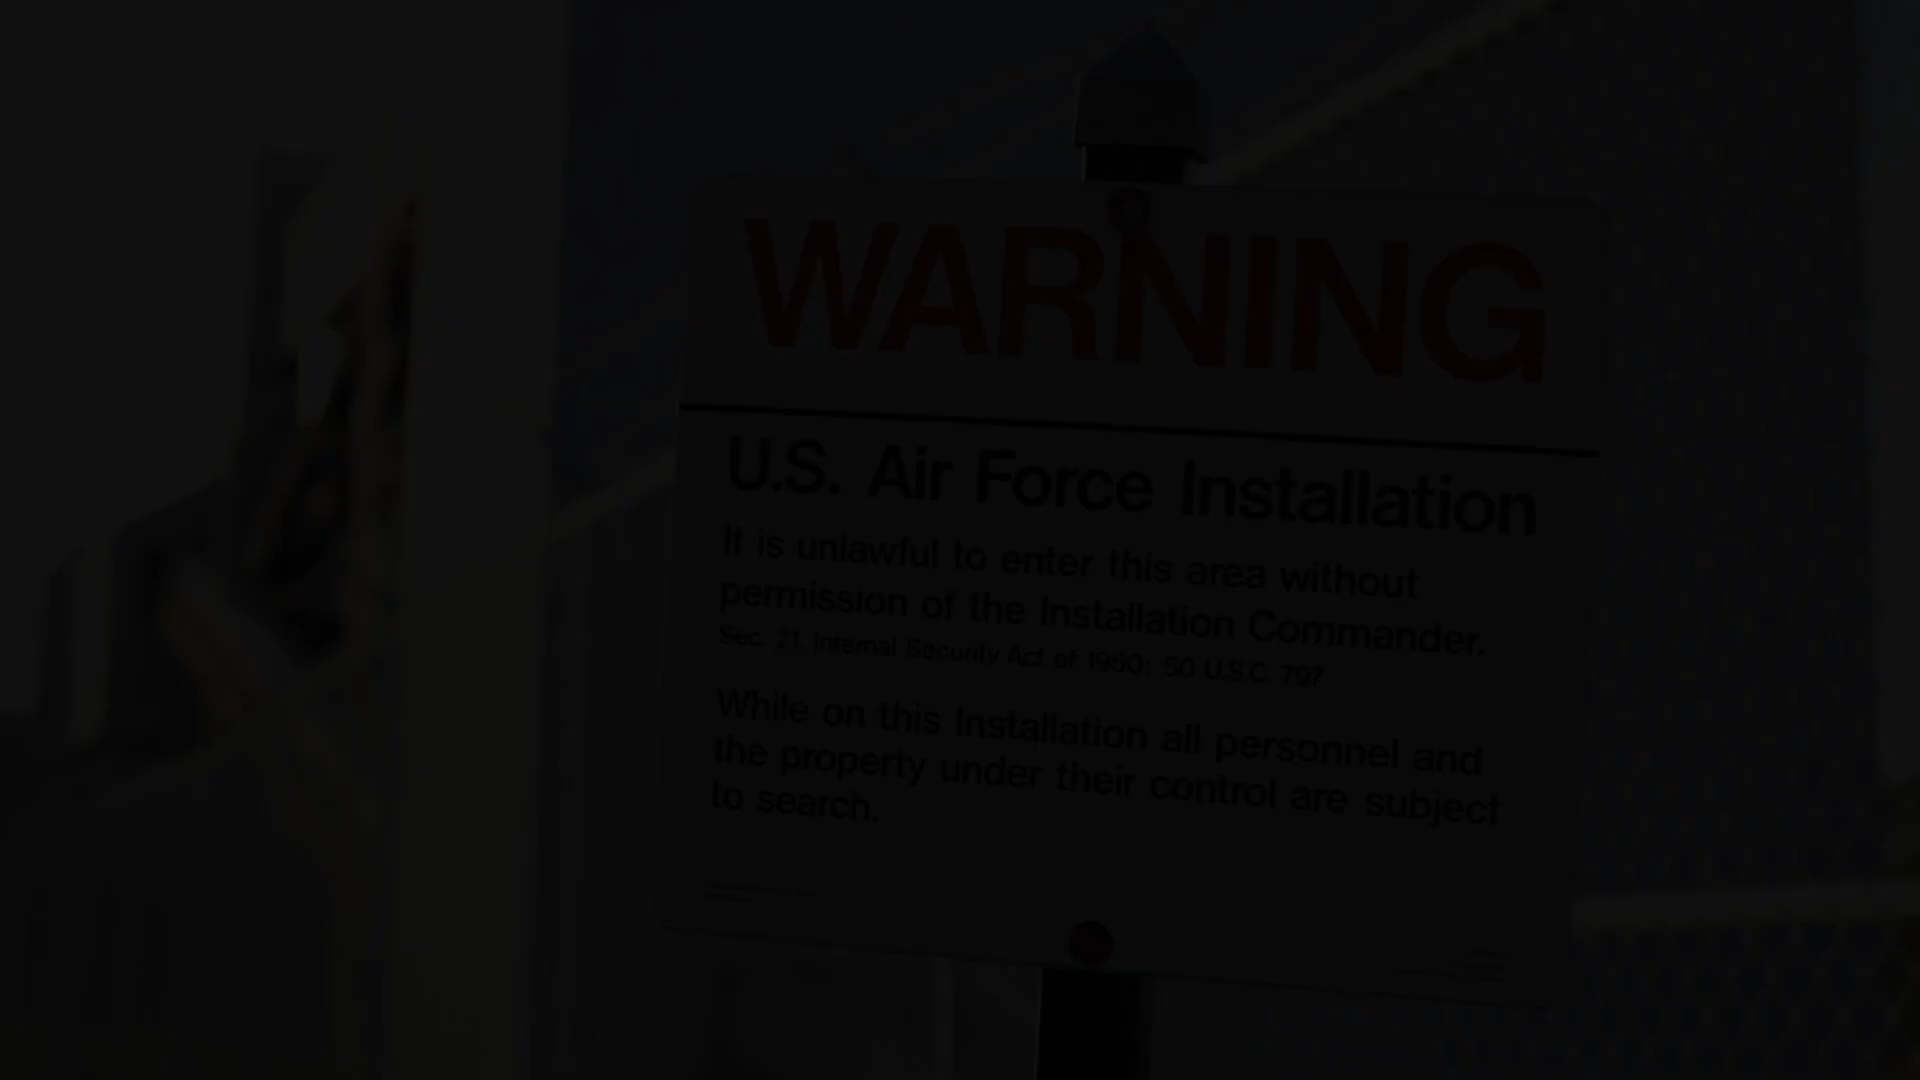 WARNING
U.S. Air Force Installation
It is unlawful to enter this area without
permission of the Installation Commander.
Sec. 21, Internal Security Act of 1950; 50 U.S.C. 797
While on this Installation all personnel and
the property under their control are subject
to search.